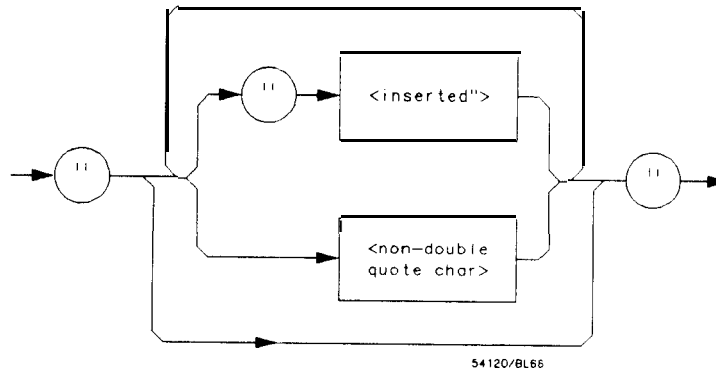 "
<inserted">
"
"
<non-double
quote char>
54120/BL66